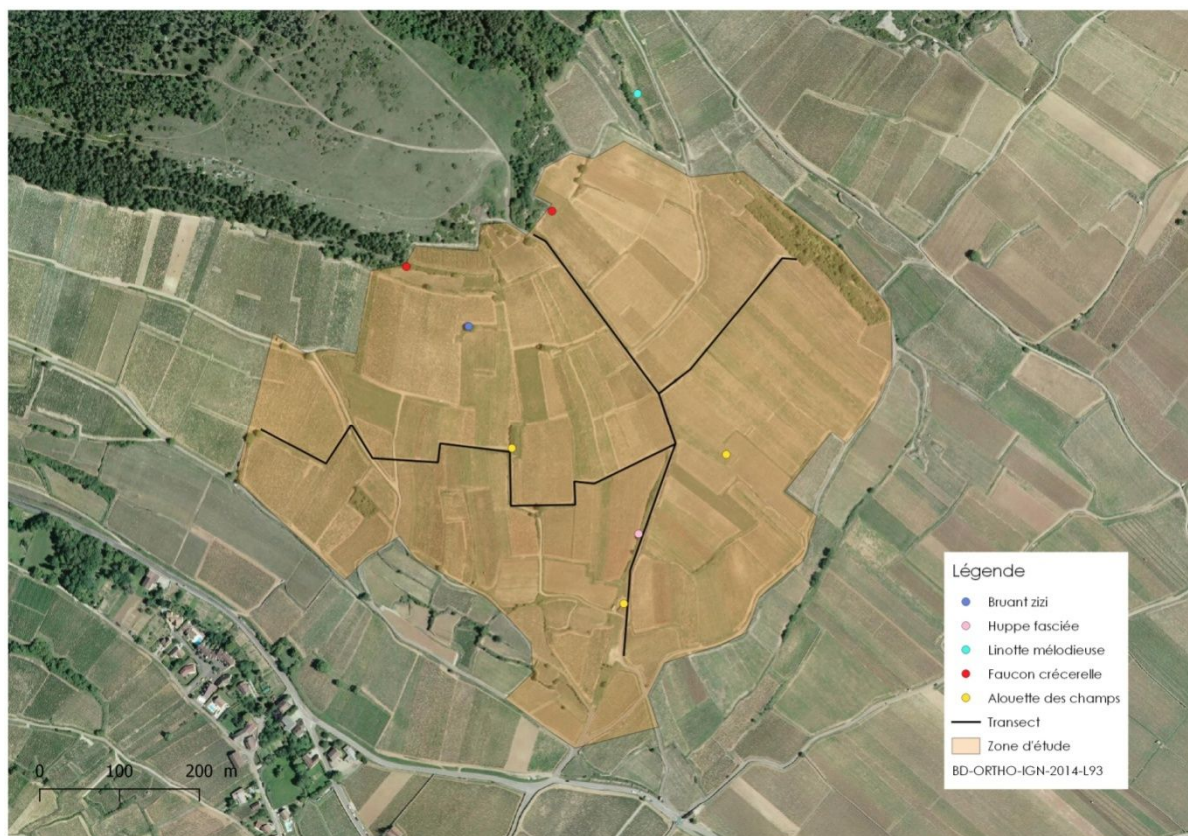 Légende
Bruant zizi
Huppe fasciée
Linotte mélodieuse
Faucon crécerelle
Alouette des champs
Transect
Zone d'étude
BD-ORTHO-IGN-2014-L93
0 100 200 m